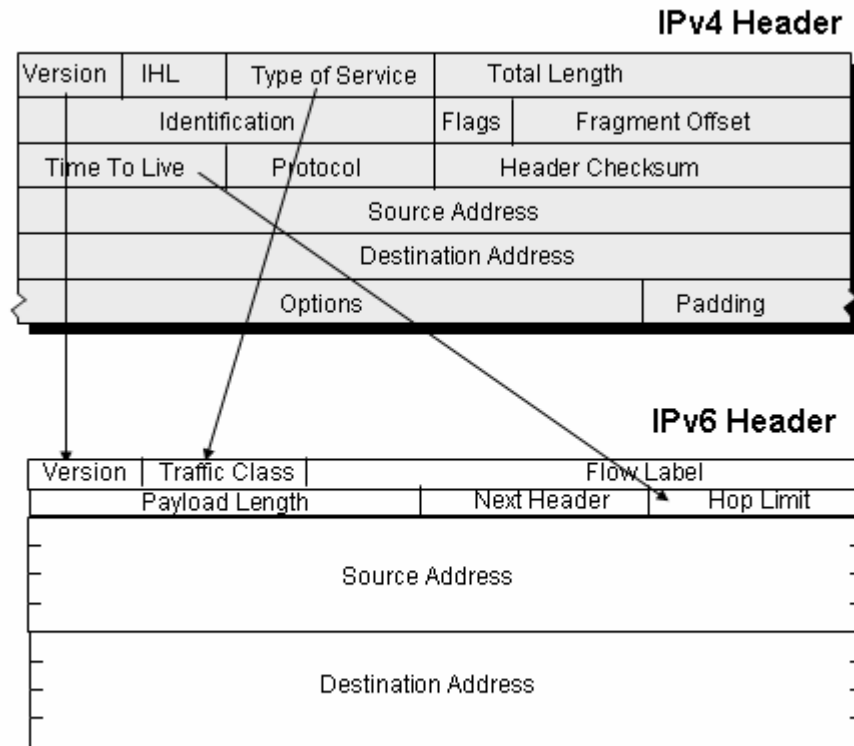 IPv4 Header
Version IHL Type of Service Total Length
Identification Flags Fragment Offset
Time To Live Protocol Header Checksum
Source Address
Destination Address
Options Padding
IPv6 Header
Version Traffic Class Flow Label
Payload Length Next Header Hop Limit
Source Address
Destination Address